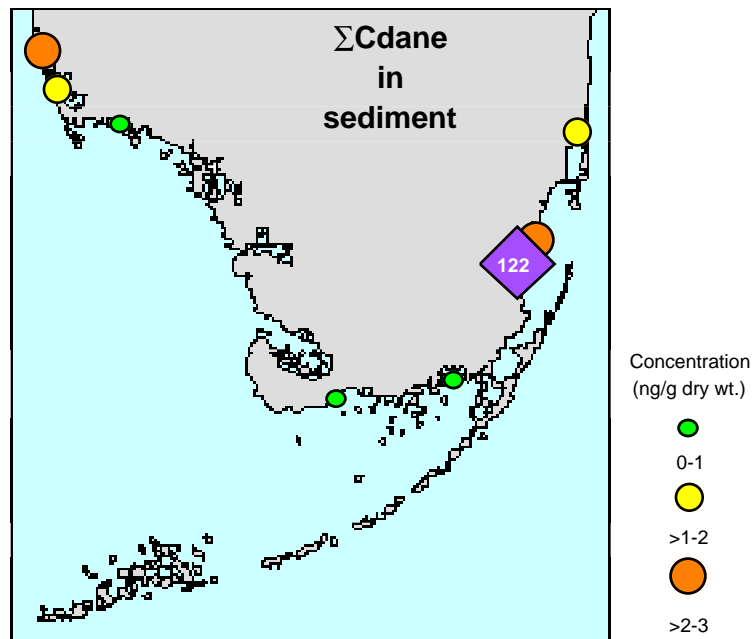 ∑Cdane
in
sediment
122
Concentration
(ng/g dry wt.)
0-1
>1-2
>2-3